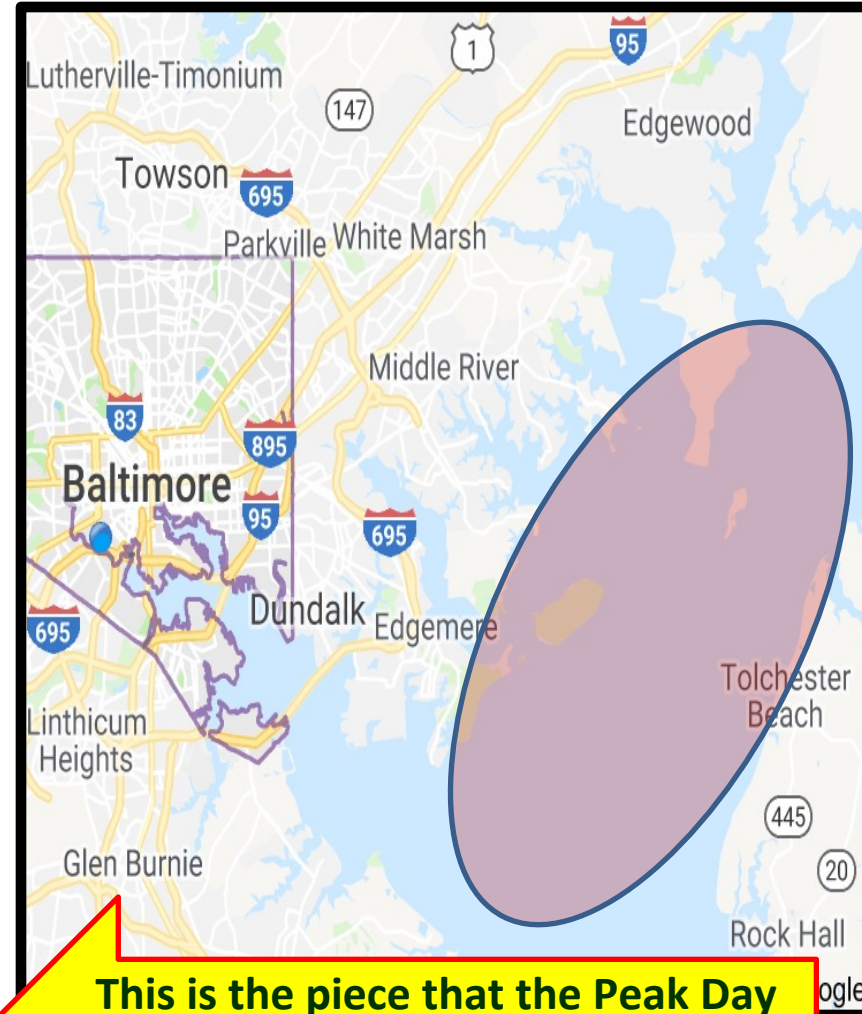 1
95
Lutherville-Timonium
147
Edgewood
Towson
695
Parkville
White Marsh
Middle River
83
895
Baltimore
95
695
Dundalk
Edgemere
695
Tolchester
Beach
Linthicum
Heights
445
Glen Burnie
20
Rock Hall
This is the piece that the Peak Day
ogle